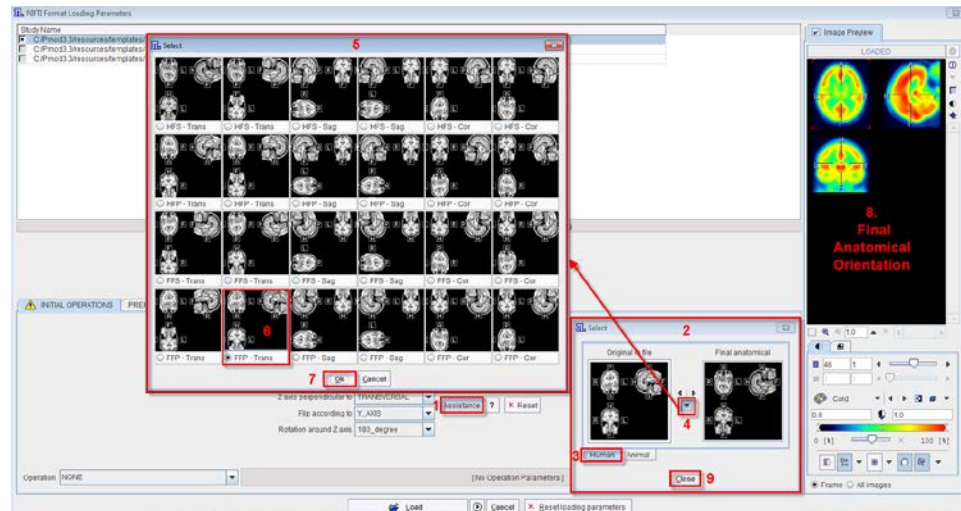 NIfTI Format Loading Parameters
Study Name
C:/Pmod3.3/resources/templates/
C:/Pmod3.3/resources/templates/
C:/Pmod3.3/resources/templates/
Select
5
HFS - Trans HFS - Trans HFS - Sag HFS - Sag HFS - Cor HFS - Cor
HFP - Trans HFP - Trans HFP - Sag HFP - Sag HFP - Cor HFP - Cor
FFS - Trans FFS - Trans FFS - Sag FFS - Sag FFS - Cor FFS - Cor
6
FFP - Trans FFP - Trans FFP - Sag FFP - Sag FFP - Cor FFP - Cor
7 Ok Cancel
INITIAL OPERATIONS
Z axis perpendicular to TRANSVERSAL
1 Assistance ? Reset
Flip according to Y_AXIS
Rotation around Z axis 180_degree
Operation NONE
[No Operation Parameters]
Load Cancel Reset loading parameters
Select
2
Original in file Final anatomical
4
3 Human Animal
Close 9
Image Preview
LOADED
8.
Final
Anatomical
Orientation
1.0
46 1
Cold
0.0 1.0
0 [%] 100 [%]
Frame All images